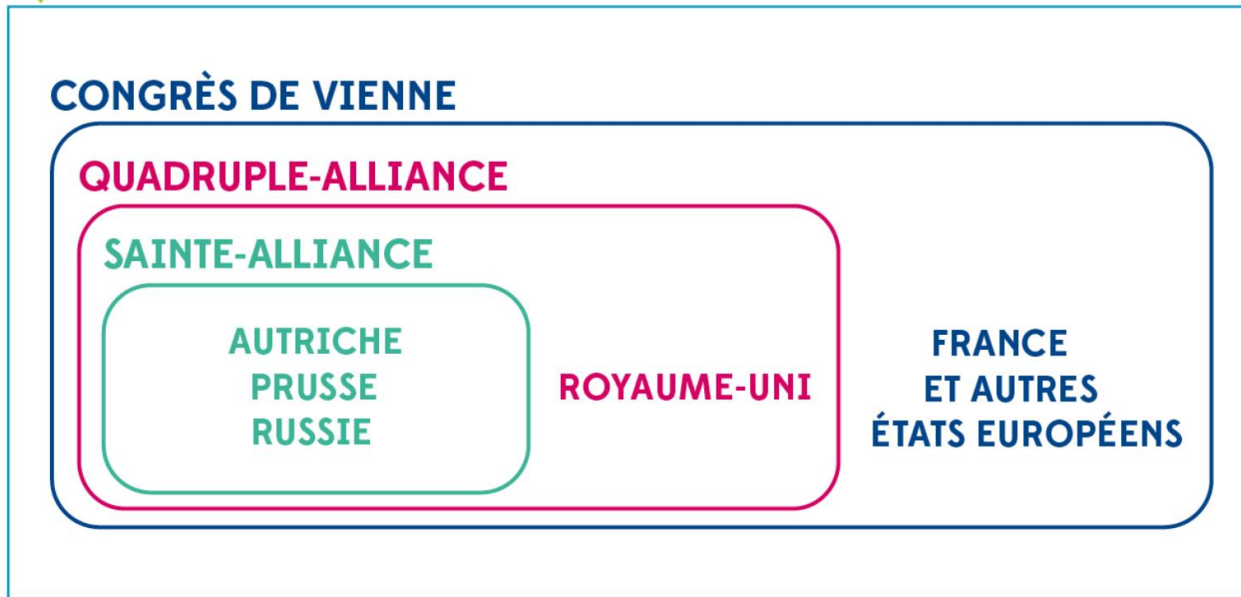 CONGRÈS DE VIENNE
QUADRUPLE-ALLIANCE
SAINTE-ALLIANCE
AUTRICHE
PRUSSE
RUSSIE
ROYAUME-UNI
FRANCE
ET AUTRES
ÉTATS EUROPÉENS